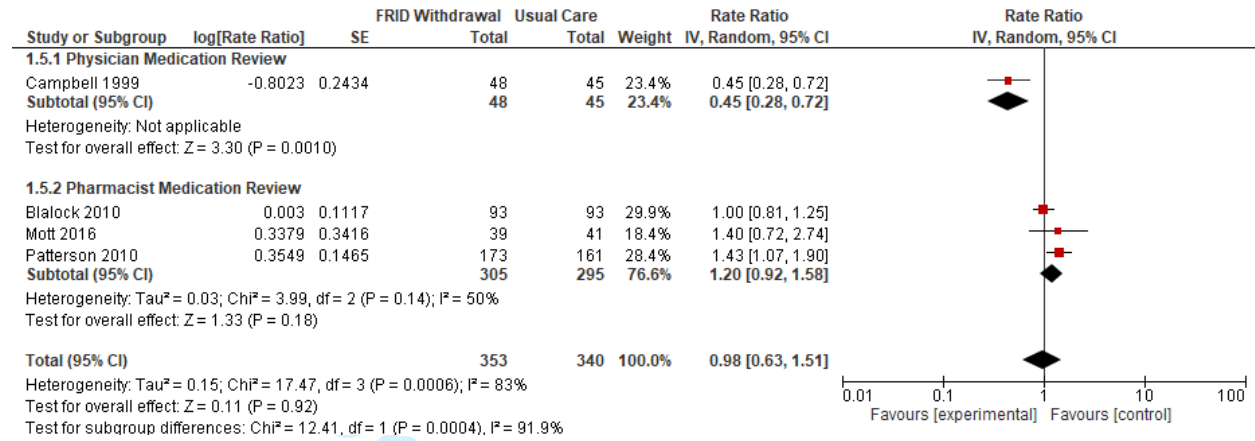 FRID Withdrawal Usual Care Rate Ratio Rate Ratio
Study or Subgroup log[Rate Ratio] SE Total Total Weight IV, Random, 95% CI IV, Random, 95% CI
1.5.1 Physician Medication Review
Campbell 1999 -0.8023 0.2434 48 45 23.4% 0.45 [0.28, 0.72]
Subtotal (95% CI) 48 45 23.4% 0.45 [0.28, 0.72]
Heterogeneity: Not applicable
Test for overall effect: Z = 3.30 (P = 0.0010)
1.5.2 Pharmacist Medication Review
Blalock 2010 0.003 0.1117 93 93 29.9% 1.00 [0.81, 1.25]
Mott 2016 0.3379 0.3416 39 41 18.4% 1.40 [0.72, 2.74]
Patterson 2010 0.3549 0.1465 173 161 28.4% 1.43 [1.07, 1.90]
Subtotal (95% CI) 305 295 76.6% 1.20 [0.92, 1.58]
Heterogeneity: Tau² = 0.03; Chi² = 3.99, df = 2 (P = 0.14); I² = 50%
Test for overall effect: Z = 1.33 (P = 0.18)
Total (95% CI) 353 340 100.0% 0.98 [0.63, 1.51]
Heterogeneity: Tau² = 0.15; Chi² = 17.47, df = 3 (P = 0.0006); I² = 83%
Test for overall effect: Z = 0.11 (P = 0.92)
Test for subgroup differences: Chi² = 12.41, df = 1 (P = 0.0004), I² = 91.9%
0.01 0.1 1 10 100
Favours [experimental] Favours [control]